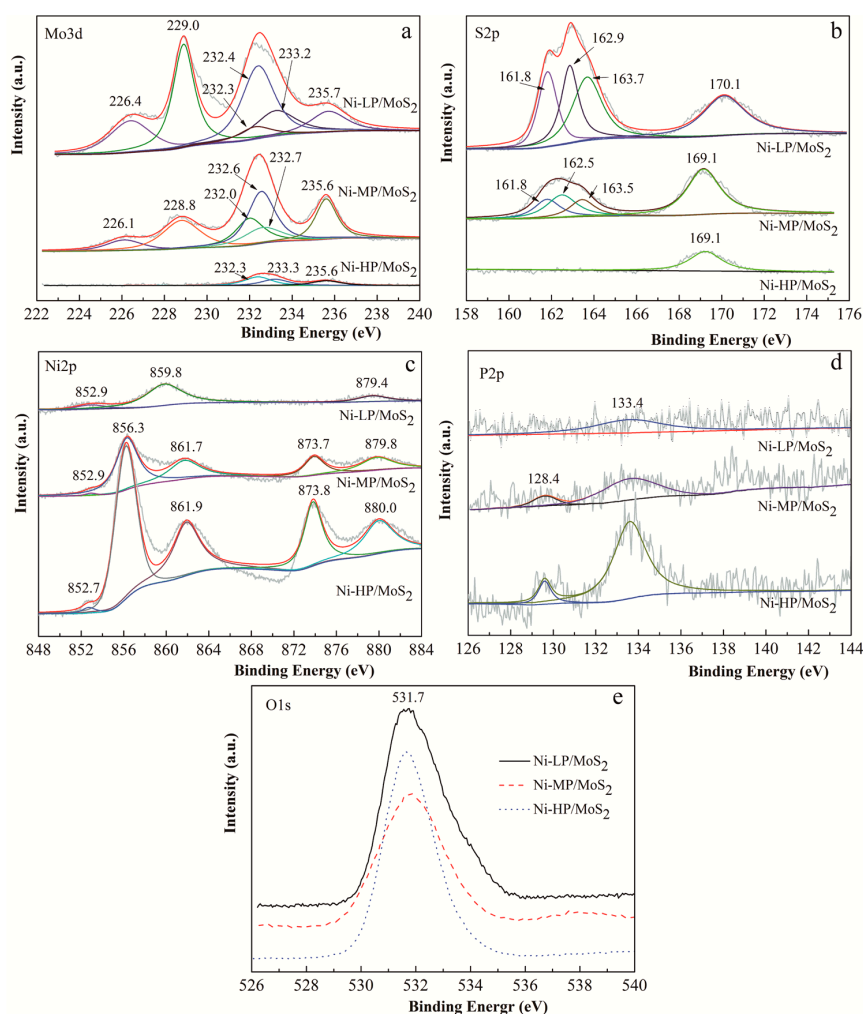 Mo3d
a
229.0
232.4
233.2
232.3
235.7
226.4
Ni-LP/MoS2
232.7
232.6
232.0
Ni-MP/MoS2
235.6
228.8
226.1
232.3
233.3
235.6
Ni-HP/MoS2
Intensity (a.u.)
222 224 226 228 230 232 234 236 238 240
Binding Energy (eV)
S2p
b
162.9
161.8
163.7
170.1
Ni-LP/MoS2
161.8
162.5
163.5
169.1
Ni-MP/MoS2
169.1
Ni-HP/MoS2
Intensity (a.u.)
158 160 162 164 166 168 170 172 174 176
Binding Energy (eV)
Ni2p
c
852.9
859.8
879.4
Ni-LP/MoS2
856.3
861.7
873.7
879.8
852.9
Ni-MP/MoS2
873.8
861.9
880.0
852.7
Ni-HP/MoS2
Intensity (a.u.)
848 852 856 860 864 868 872 876 880 884
Binding Energy (eV)
P2p
d
133.4
Ni-LP/MoS2
128.4
Ni-MP/MoS2
Ni-HP/MoS2
Intensity (a.u.)
126 128 130 132 134 136 138 140 142 144
Binding Energy (eV)
O1s
e
531.7
Ni-LP/MoS2
Ni-MP/MoS2
Ni-HP/MoS2
Intensity (a.u.)
526 528 530 532 534 536 538 540
Binding Energr (eV)